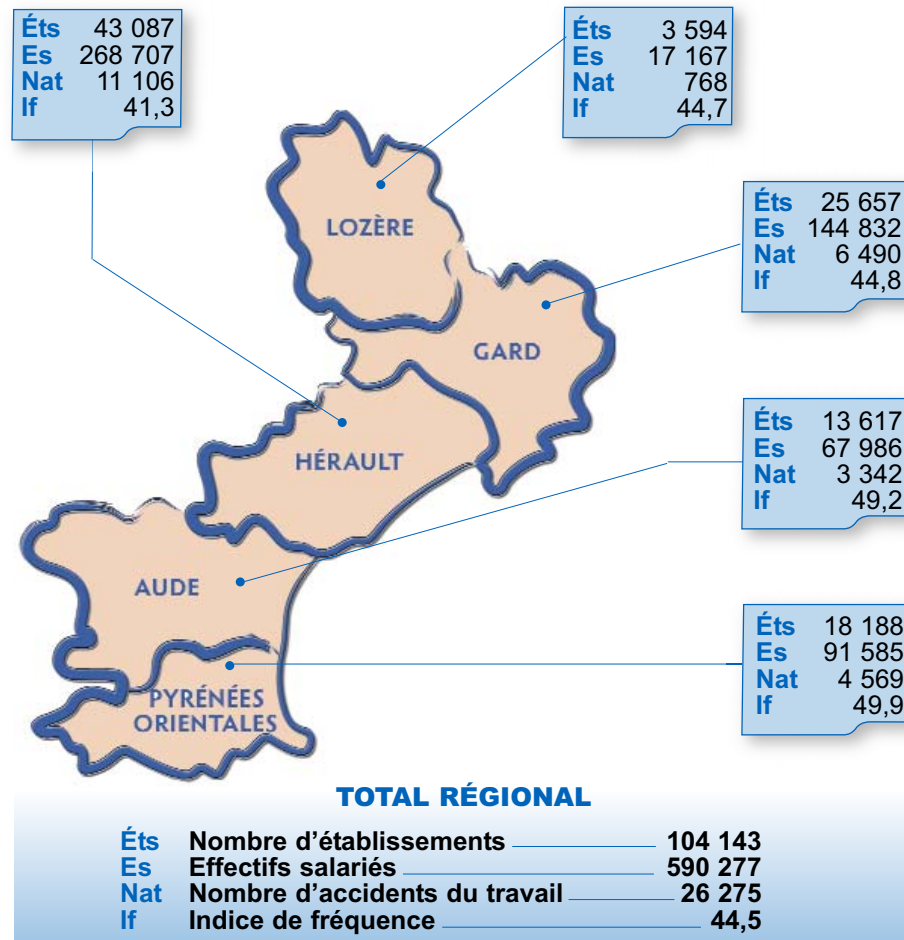 Éts 43 087
Es 268 707
Nat 11 106
If 41,3
Éts 3 594
Es 17 167
Nat 768
If 44,7
LOZÈRE
Éts 25 657
Es 144 832
Nat 6 490
If 44,8
GARD
HÉRAULT
Éts 13 617
Es 67 986
Nat 3 342
If 49,2
AUDE
Éts 18 188
Es 91 585
Nat 4 569
If 49,9
PYRÉNÉES
ORIENTALES
TOTAL RÉGIONAL
Éts Nombre d'établissements 104 143
Es Effectifs salariés 590 277
Nat Nombre d'accidents du travail 26 275
If Indice de fréquence 44,5